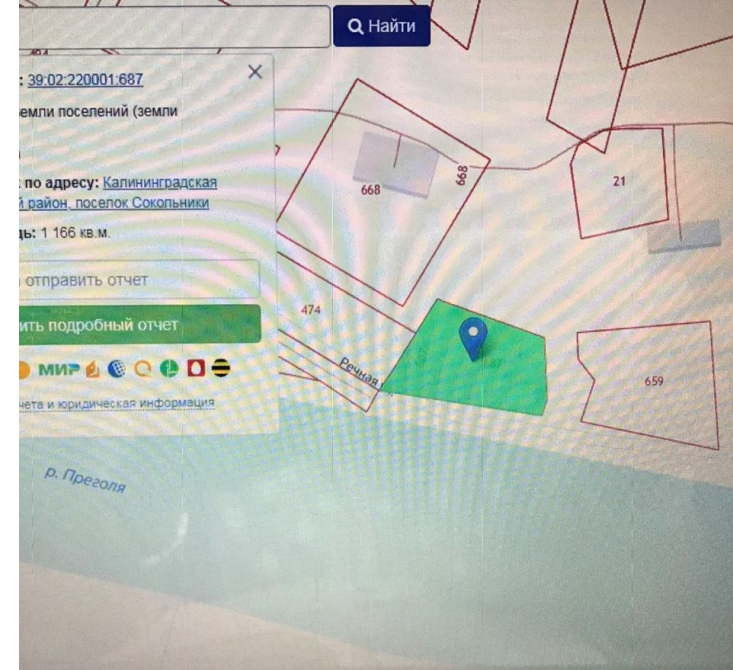 Найти
: 39:02:220001:687
емли поселений (земли
по адресу: Калининградская
й район, поселок Сокольники
дь: 1 166 кв.м.
отправить отчет
ить подробный отчет
МИР
чета и юридическая информация
668
668
21
474
Речная
659
р. Преголя